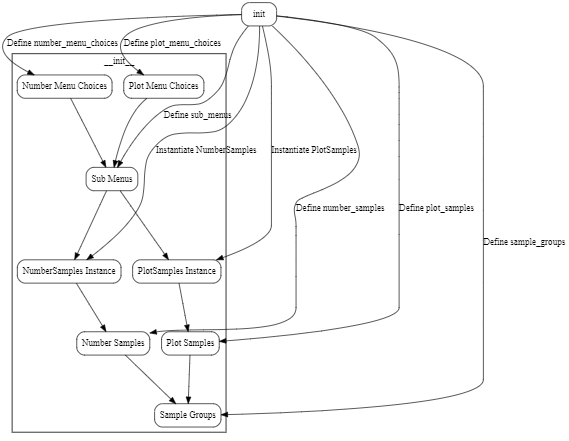 init
Define number_menu_choices
Define plot_menu_choices
__init__
Number Menu Choices
Plot Menu Choices
Define sub_menus
Instantiate NumberSamples
Instantiate PlotSamples
Sub Menus
Define number_samples
Define plot_samples
Define sample_groups
NumberSamples Instance
PlotSamples Instance
Number Samples
Plot Samples
Sample Groups